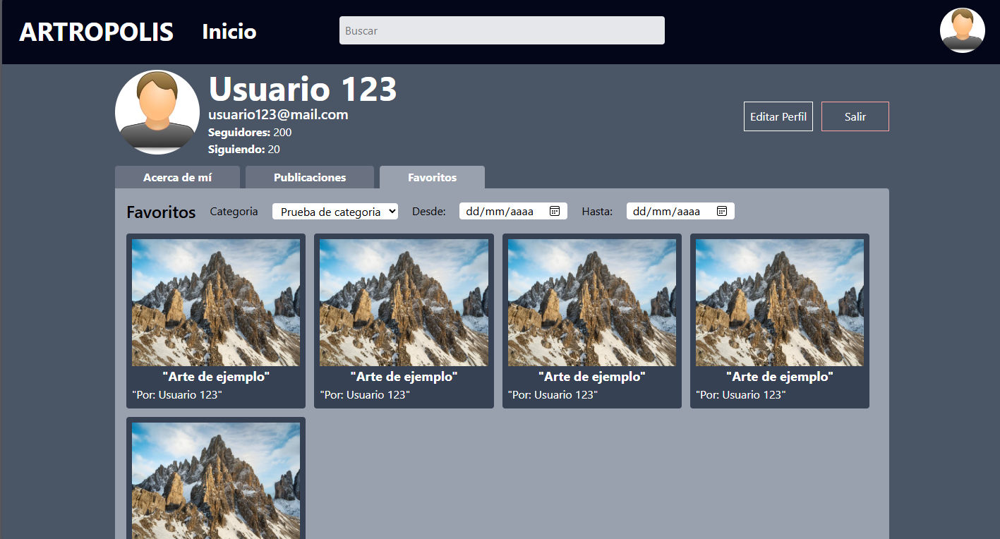 ARTROPOLIS Inicio Buscar
Usuario 123
usuario123@mail.com
Seguidores: 200
Siguiendo: 20
Editar Perfil Salir
Acerca de mí Publicaciones Favoritos
Favoritos Categoria Prueba de categoria Desde: dd/mm/aaaa Hasta: dd/mm/aaaa
"Arte de ejemplo" "Arte de ejemplo" "Arte de ejemplo" "Arte de ejemplo"
"Por: Usuario 123" "Por: Usuario 123" "Por: Usuario 123" "Por: Usuario 123"